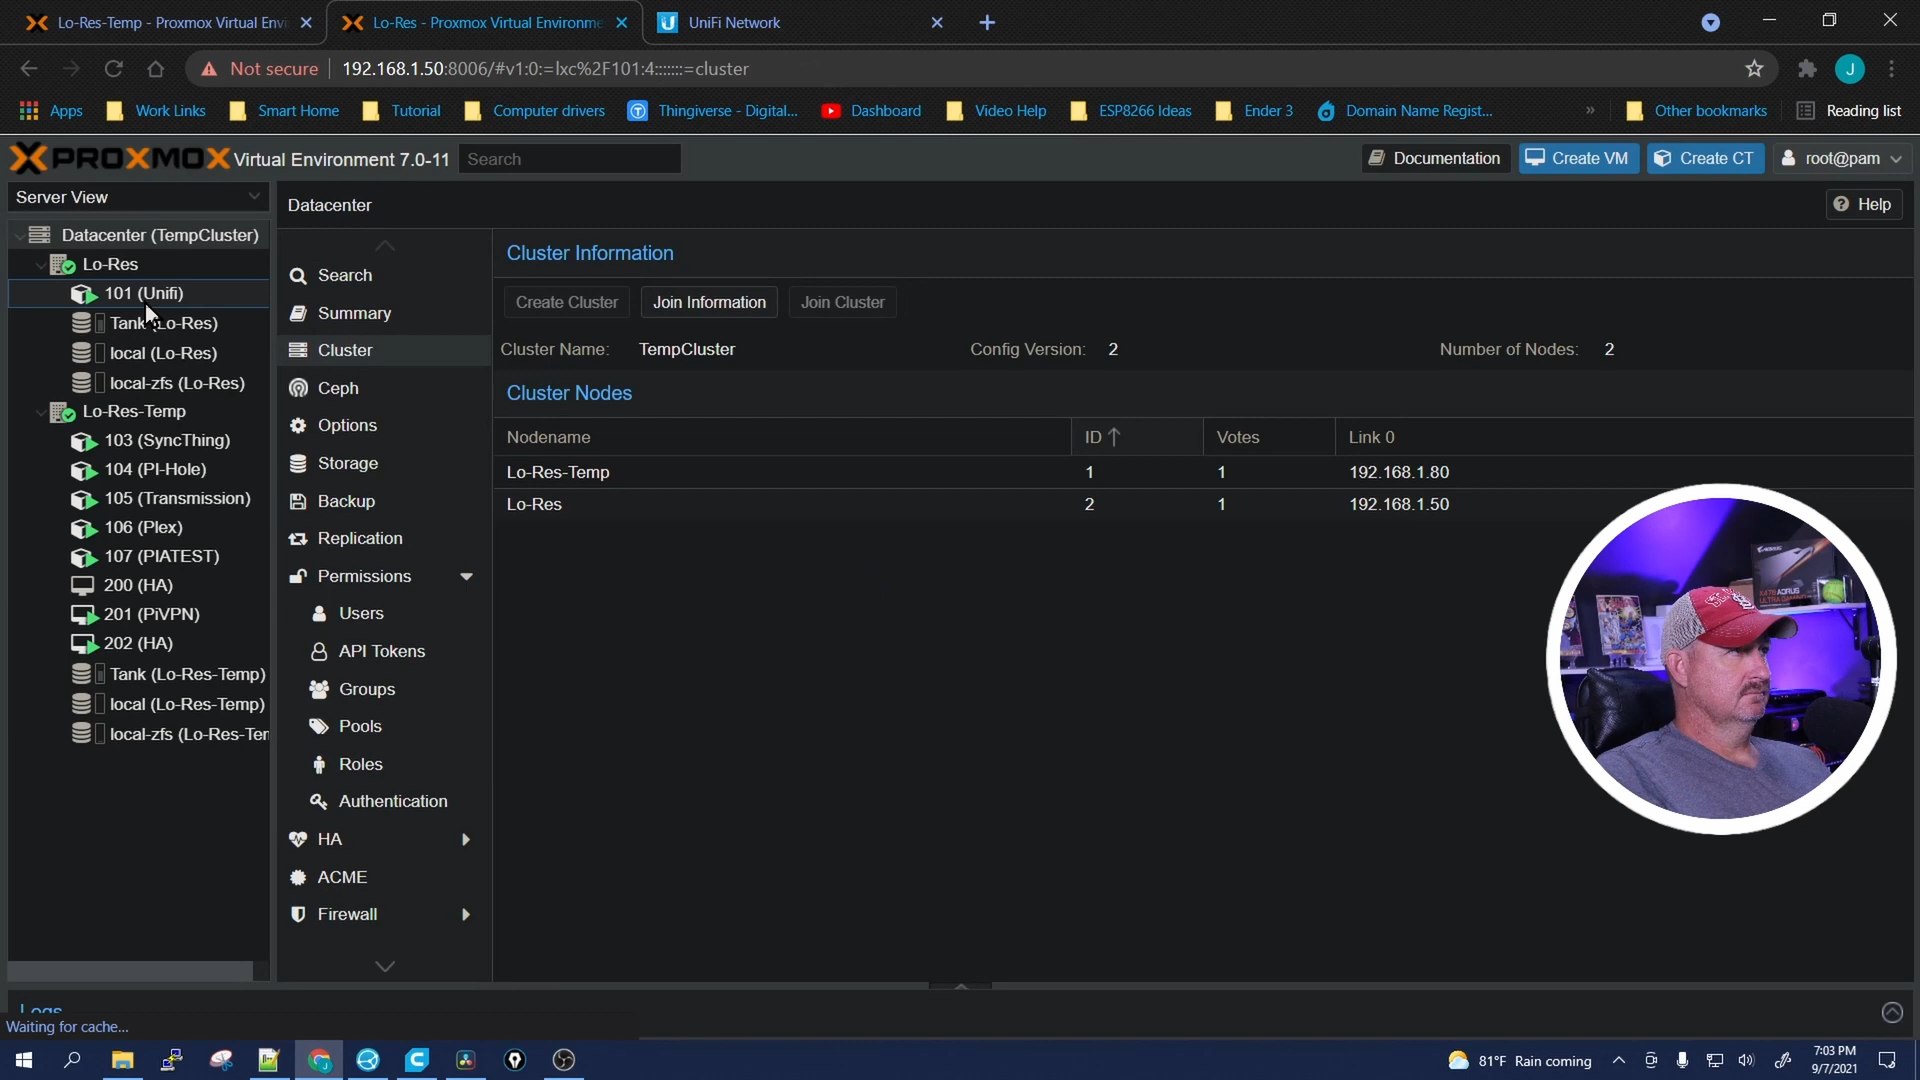 Lo-Res-Temp - Proxmox Virtual Envi
Lo-Res - Proxmox Virtual Environme
UniFi Network
Not secure
192.168.1.50:8006/#v1:0:=lxc%2F101:4:::::::=cluster
J
Apps
Work Links
Smart Home
Tutorial
Computer drivers
Thingiverse - Digital...
Dashboard
Video Help
ESP8266 Ideas
Ender 3
Domain Name Regist...
»
Other bookmarks
Reading list
PROXMOX Virtual Environment 7.0-11
Search
Documentation
Create VM
Create CT
root@pam
Server View
Datacenter
Help
Datacenter (TempCluster)
Lo-Res
101 (Unifi)
Tank (Lo-Res)
local (Lo-Res)
local-zfs (Lo-Res)
Lo-Res-Temp
103 (SyncThing)
104 (PI-Hole)
105 (Transmission)
106 (Plex)
107 (PIATEST)
200 (HA)
201 (PiVPN)
202 (HA)
Tank (Lo-Res-Temp)
local (Lo-Res-Temp)
local-zfs (Lo-Res-Ten
Search
Summary
Cluster
Ceph
Options
Storage
Backup
Replication
Permissions
Users
API Tokens
Groups
Pools
Roles
Authentication
HA
ACME
Firewall
Cluster Information
Create Cluster
Join Information
Join Cluster
Cluster Name: TempCluster
Config Version: 2
Number of Nodes: 2
Cluster Nodes
Nodename ID Votes Link 0
Lo-Res-Temp 1 1 192.168.1.80
Lo-Res 2 1 192.168.1.50
Logs
Waiting for cache...
81°F Rain coming
7:03 PM
9/7/2021